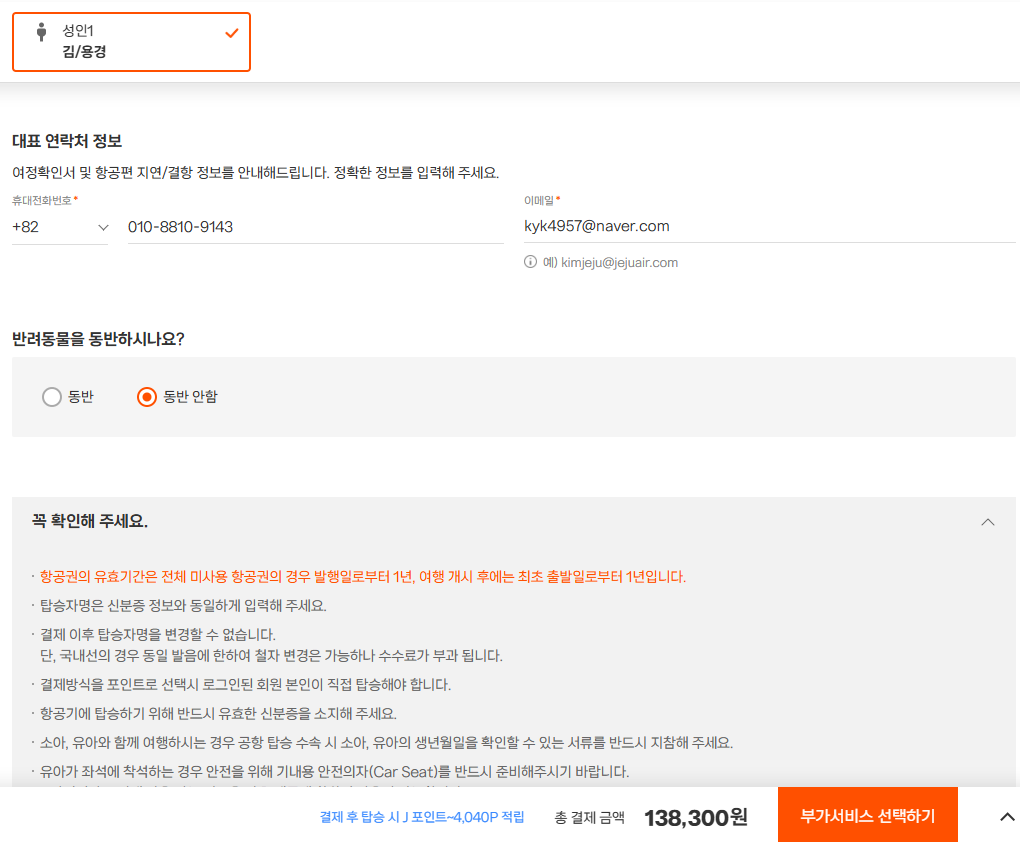 성인1
김/용경
대표 연락처 정보
여정확인서 및 항공편 지연/결항 정보를 안내해드립니다. 정확한 정보를 입력해 주세요.
휴대전화번호*
이메일*
+82
010-8810-9143
kyk4957@naver.com
예) kimjeju@jejuair.com
반려동물을 동반하시나요?
동반
동반 안함
꼭 확인해 주세요.
· 항공권의 유효기간은 전체 미사용 항공권의 경우 발행일로부터 1년, 여행 개시 후에는 최초 출발일로부터 1년입니다.
· 탑승자명은 신분증 정보와 동일하게 입력해 주세요.
· 결제 이후 탑승자명을 변경할 수 없습니다.
단, 국내선의 경우 동일 발음에 한하여 철자 변경은 가능하나 수수료가 부과 됩니다.
· 결제방식을 포인트로 선택시 로그인된 회원 본인이 직접 탑승해야 합니다.
· 항공기에 탑승하기 위해 반드시 유효한 신분증을 소지해 주세요.
· 소아, 유아와 함께 여행하시는 경우 공항 탑승 수속 시 소아, 유아의 생년월일을 확인할 수 있는 서류를 반드시 지참해 주세요.
· 유아가 좌석에 착석하는 경우 안전을 위해 기내용 안전의자(Car Seat)를 반드시 준비해주시기 바랍니다.
결제 후 탑승 시 J 포인트~4,040P 적립
총 결제 금액
138,300원
부가서비스 선택하기